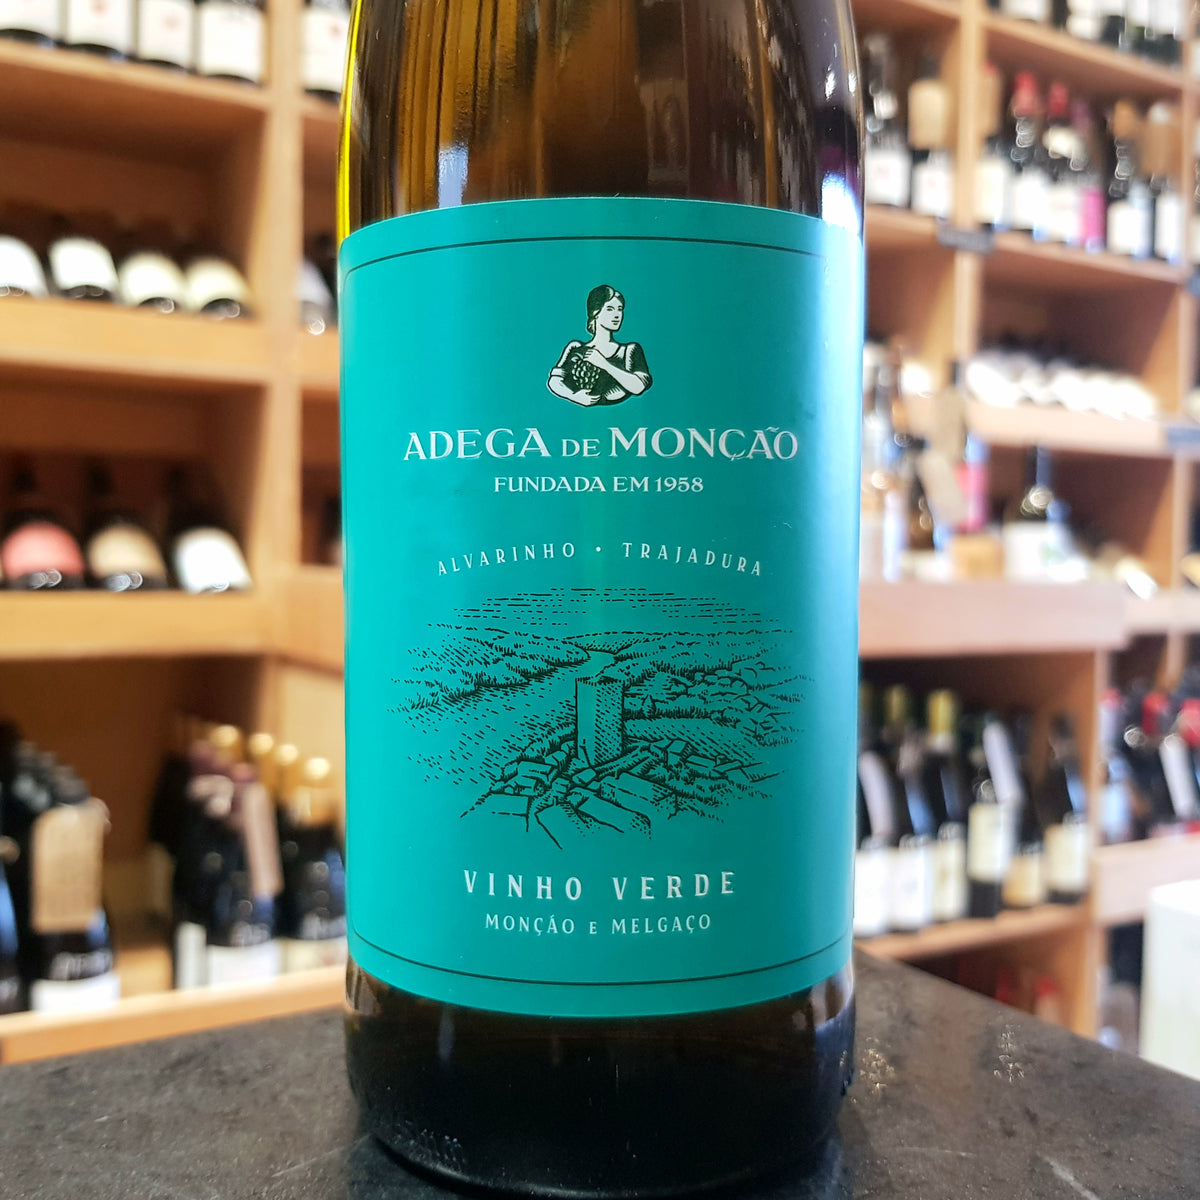 ADEGA DE MONÇÃO
FUNDADA EM 1958
ALVARINHO • TRAJADURA
VINHO VERDE
MONÇÃO E MELGAÇO